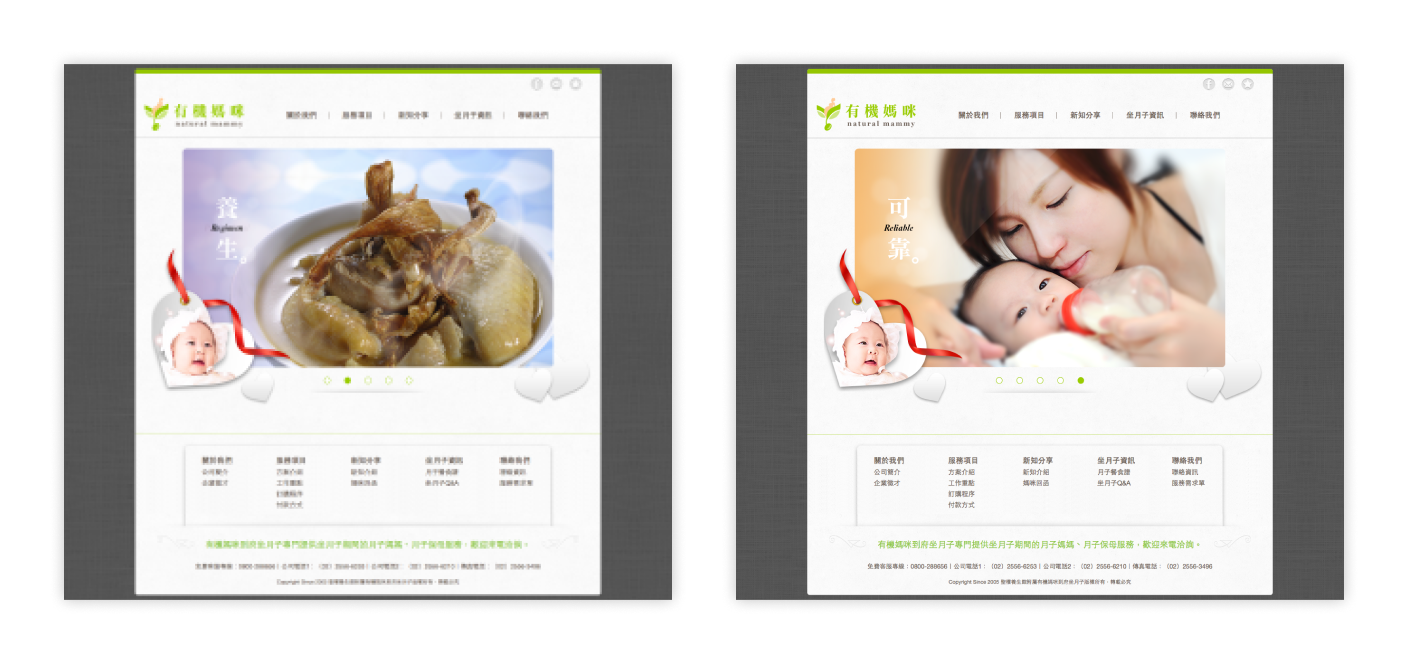 有機媽咪
natural mammy
關於我們 | 服務項目 | 新知分享 | 坐月子資訊 | 聯絡我們
養
Regimen
生。
關於我們 服務項目 新知分享 坐月子資訊 聯絡我們
公司簡介 方案介紹 新知介紹 月子餐食譜 聯絡資訊
企業徵才 工作重點 媽咪回函 坐月子Q&A 服務需求單
訂購程序
付款方式
有機媽咪到府坐月子專門提供坐月子期間的月子媽媽、月子保母服務、歡迎來電洽詢。
免費客服專線:0800-288656 | 公司電話1:(02) 2556-6253 | 公司電話2:(02) 2556-6210 | 傳真電話:(02) 2556-3496
有機媽咪
natural mammy
關於我們 | 服務項目 | 新知分享 | 坐月子資訊 | 聯絡我們
可
Reliable
靠。
關於我們 服務項目 新知分享 坐月子資訊 聯絡我們
公司簡介 方案介紹 新知介紹 月子餐食譜 聯絡資訊
企業徵才 工作重點 媽咪回函 坐月子Q&A 服務需求單
訂購程序
付款方式
有機媽咪到府坐月子專門提供坐月子期間的月子媽媽、月子保母服務、歡迎來電洽詢。
免費客服專線:0800-288656 | 公司電話1:(02) 2556-6253 | 公司電話2:(02) 2556-6210 | 傳真電話:(02) 2556-3496
Copyright Since 2005